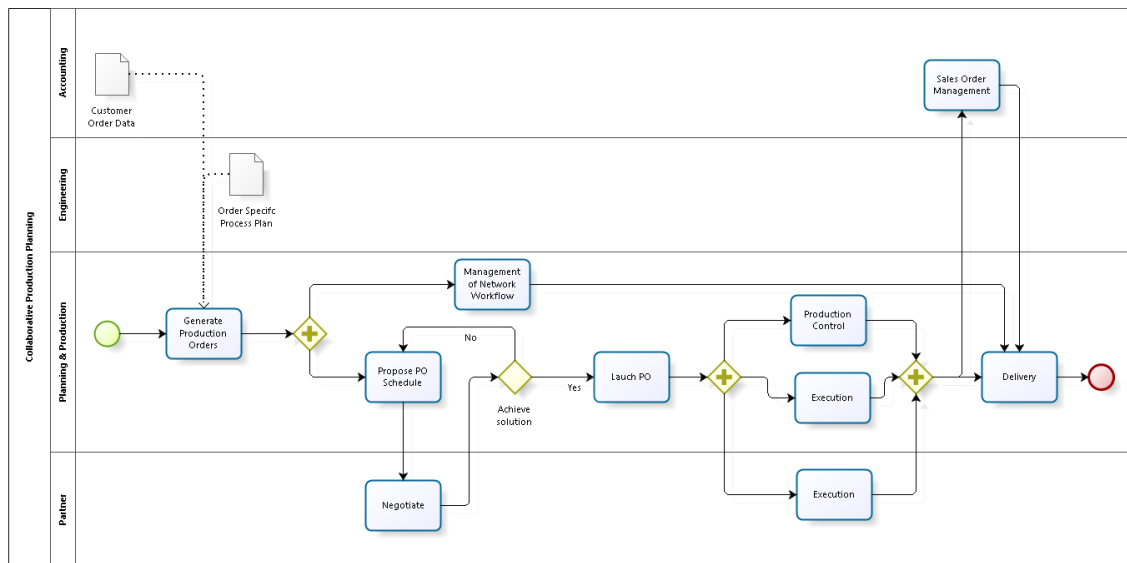 Collaborative Production Planning
Accounting
Customer
Order Data
Sales Order
Management
Engineering
Order Specifc
Process Plan
Planning & Production
Generate
Production
Orders
Management
of Network
Workflow
Propose PO
Schedule
No
Achieve
solution
Yes
Lauch PO
Production
Control
Execution
Delivery
Partner
Negotiate
Execution